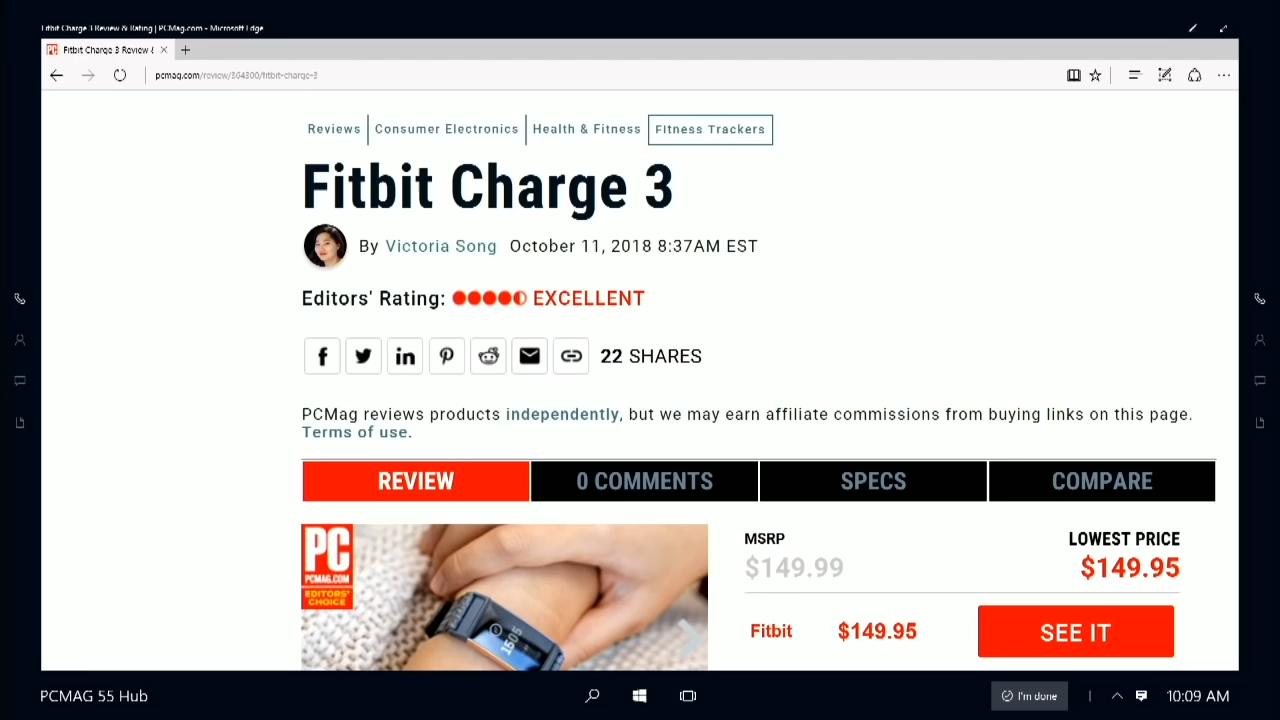 Fitbit Charge 3 Review & Rating | PCMag.com - Microsoft Edge
PC Fitbit Charge 3 Review &
pcmag.com/review/364300/fitbit-charge-3
Reviews Consumer Electronics Health & Fitness Fitness Trackers
Fitbit Charge 3
By Victoria Song October 11, 2018 8:37AM EST
Editors' Rating: EXCELLENT
22 SHARES
PCMag reviews products independently, but we may earn affiliate commissions from buying links on this page.
Terms of use.
REVIEW 0 COMMENTS SPECS COMPARE
PC
PCMAG.COM
EDITORS'
CHOICE
MSRP LOWEST PRICE
$149.99 $149.95
Fitbit $149.95 SEE IT
PCMAG 55 Hub I'm done 10:09 AM